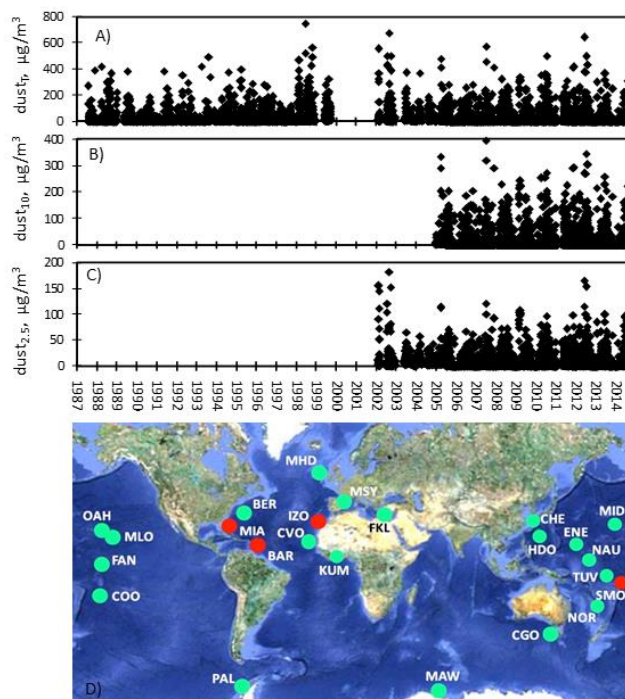 A)
dust_T, µg/m³
800
600
400
200
0
B)
dust₁₀, µg/m³
400
300
200
100
0
C)
dust₂.₅, µg/m³
200
150
100
50
0
1987 1988 1989 1990 1991 1992 1993 1994 1995 1996 1997 1998 1999 2000 2001 2002 2003 2004 2005 2006 2007 2008 2009 2010 2011 2012 2013 2014
MHD
MSY
BER
IZO
CHE
MID
OAH
MLO
MIA
CVO
FKL
ENE
BAR
HDO
NAU
FAN
KUM
TUV
COO
SMO
NOR
CGO
PAL
MAW
D)